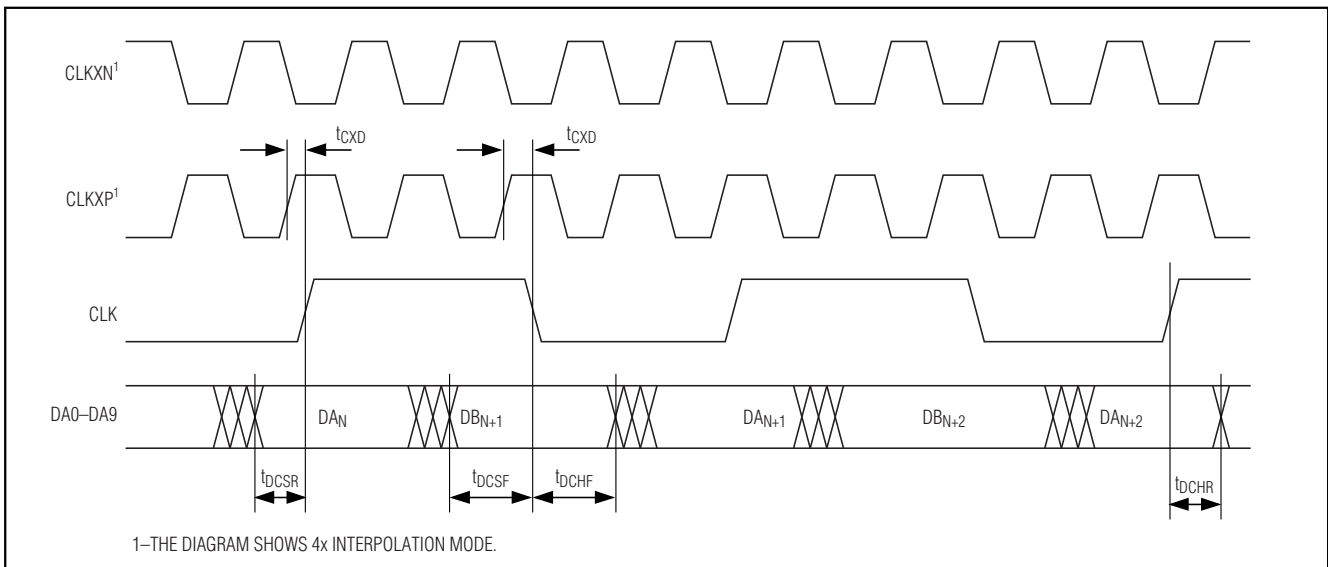 CLKXN¹
tCXD tCXD
CLKXP¹
CLK
DA0–DA9 DAN DBN+1 DAN+1 DBN+2 DAN+2
tDCSR tDCSF tDCHF tDCHR
1–THE DIAGRAM SHOWS 4x INTERPOLATION MODE.